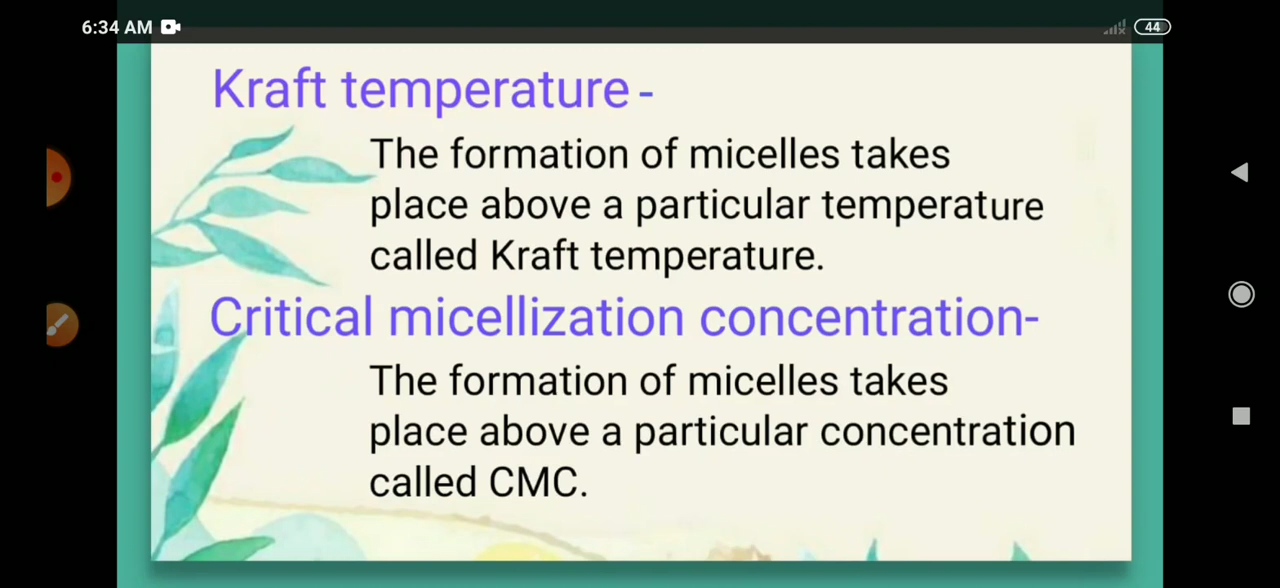 6:34 AM
44
Kraft temperature -
The formation of micelles takes
place above a particular temperature
called Kraft temperature.
Critical micellization concentration-
The formation of micelles takes
place above a particular concentration
called CMC.